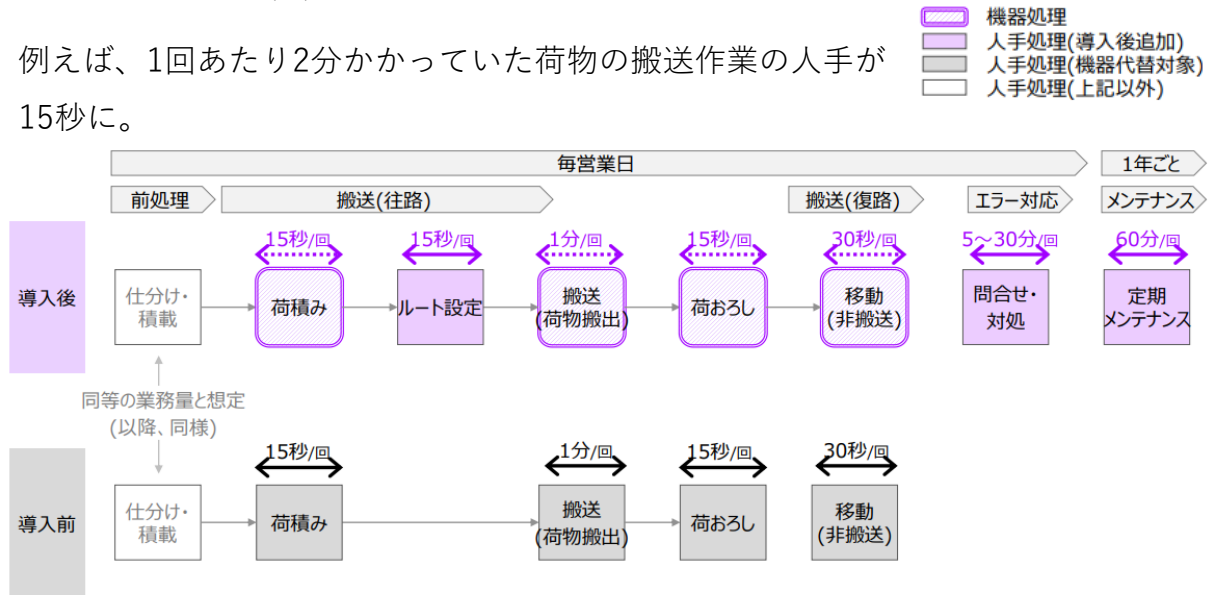 例えば、1回あたり2分かかっていた荷物の搬送作業の人手が
15秒に。
機器処理
人手処理(導入後追加)
人手処理(機器代替対象)
人手処理(上記以外)
毎営業日
1年ごと
前処理
搬送(往路)
搬送(復路)
エラー対応
メンテナンス
導入後
15秒/回
15秒/回
1分/回
15秒/回
30秒/回
5～30分/回
60分/回
仕分け・
積載
荷積み
ルート設定
搬送
(荷物搬出)
荷おろし
移動
(非搬送)
問合せ・
対処
定期
メンテナンス
同等の業務量と想定
(以降、同様)
導入前
15秒/回
1分/回
15秒/回
30秒/回
仕分け・
積載
荷積み
搬送
(荷物搬出)
荷おろし
移動
(非搬送)